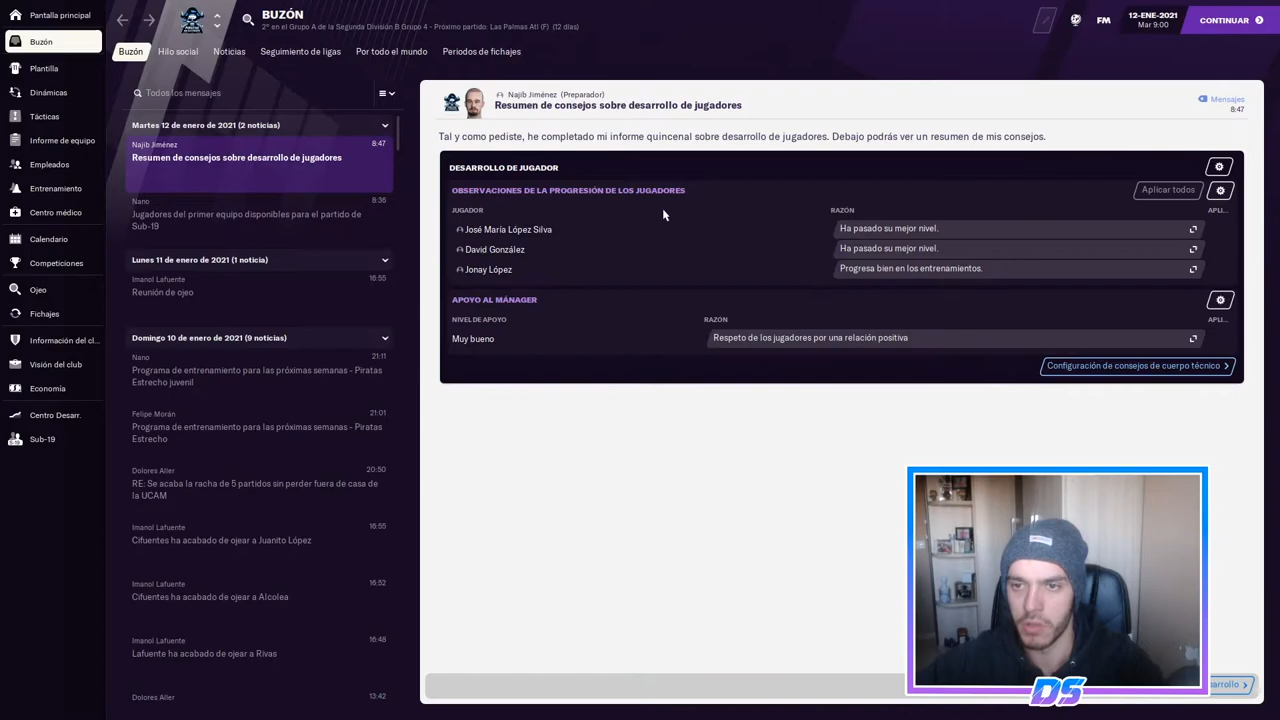 Pantalla principal
Buzón
Plantilla
Dinámicas
Tácticas
Informe de equipo
Empleados
Entrenamiento
Centro médico
Calendario
Competiciones
Ojeo
Fichajes
Información del cl...
Visión del club
Economía
Centro Desarr.
Sub-19
BUZÓN
2º en el Grupo A de la Segunda División B Grupo 4 - Próximo partido: Las Palmas At! (F) (12 días)
FM
12-ENE-2021
Mar 9:00
CONTINUAR
Buzón
Hilo social
Noticias
Seguimiento de ligas
Por todo el mundo
Periodos de fichajes
Todos los mensajes
Martes 12 de enero de 2021 (2 noticias)
Najib Jiménez 8:47
Resumen de consejos sobre desarrollo de jugadores
Nano 8:36
Jugadores del primer equipo disponibles para el partido de
Sub-19
Lunes 11 de enero de 2021 (1 noticia)
Imanol Lafuente 16:55
Reunión de ojeo
Domingo 10 de enero de 2021 (9 noticias)
Nano 21:11
Programa de entrenamiento para las próximas semanas - Piratas
Estrecho juvenil
Felipe Morán 21:01
Programa de entrenamiento para las próximas semanas - Piratas
Estrecho
Dolores Aller 20:50
RE: Se acaba la racha de 5 partidos sin perder fuera de casa de
la UCAM
Imanol Lafuente 16:55
Cifuentes ha acabado de ojear a Juanito López
Imanol Lafuente 16:52
Cifuentes ha acabado de ojear a Alcolea
Imanol Lafuente 16:48
Lafuente ha acabado de ojear a Rivas
Dolores Aller 13:42
Najib Jiménez (Preparador)
Resumen de consejos sobre desarrollo de jugadores
Mensajes
8:47
Tal y como pediste, he completado mi informe quincenal sobre desarrollo de jugadores. Debajo podrás ver un resumen de mis consejos.
DESARROLLO DE JUGADOR
OBSERVACIONES DE LA PROGRESIÓN DE LOS JUGADORES
Aplicar todos
JUGADOR RAZÓN APLI...
José María López Silva Ha pasado su mejor nivel.
David González Ha pasado su mejor nivel.
Jonay López Progresa bien en los entrenamientos.
APOYO AL MÁNAGER
NIVEL DE APOYO RAZÓN APLI...
Muy bueno Respeto de los jugadores por una relación positiva
Configuración de consejos de cuerpo técnico
sarrollo
DS